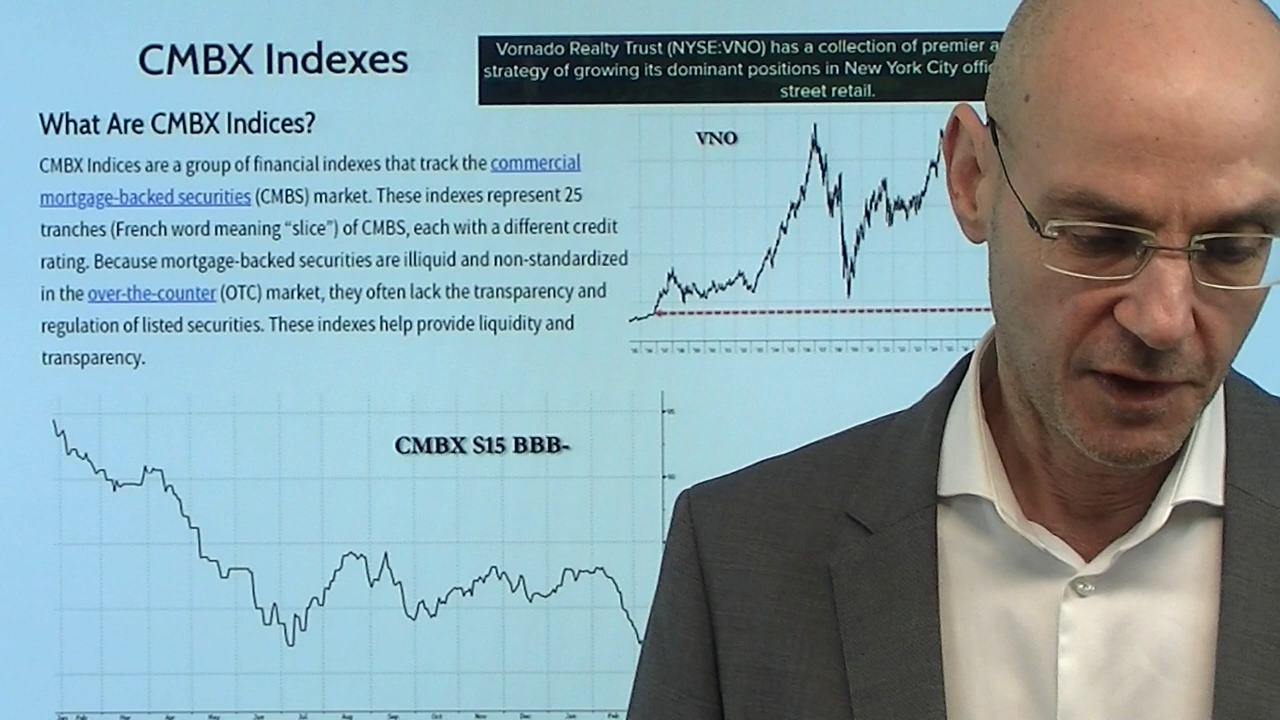 CMBX Indexes
Vornado Realty Trust (NYSE:VNO) has a collection of premier a
strategy of growing its dominant positions in New York City offi
street retail.
What Are CMBX Indices?
CMBX Indices are a group of financial indexes that track the commercial
mortgage-backed securities (CMBS) market. These indexes represent 25
tranches (French word meaning “slice”) of CMBS, each with a different credit
rating. Because mortgage-backed securities are illiquid and non-standardized
in the over-the-counter (OTC) market, they often lack the transparency and
regulation of listed securities. These indexes help provide liquidity and
transparency.
VNO
CMBX S15 BBB-